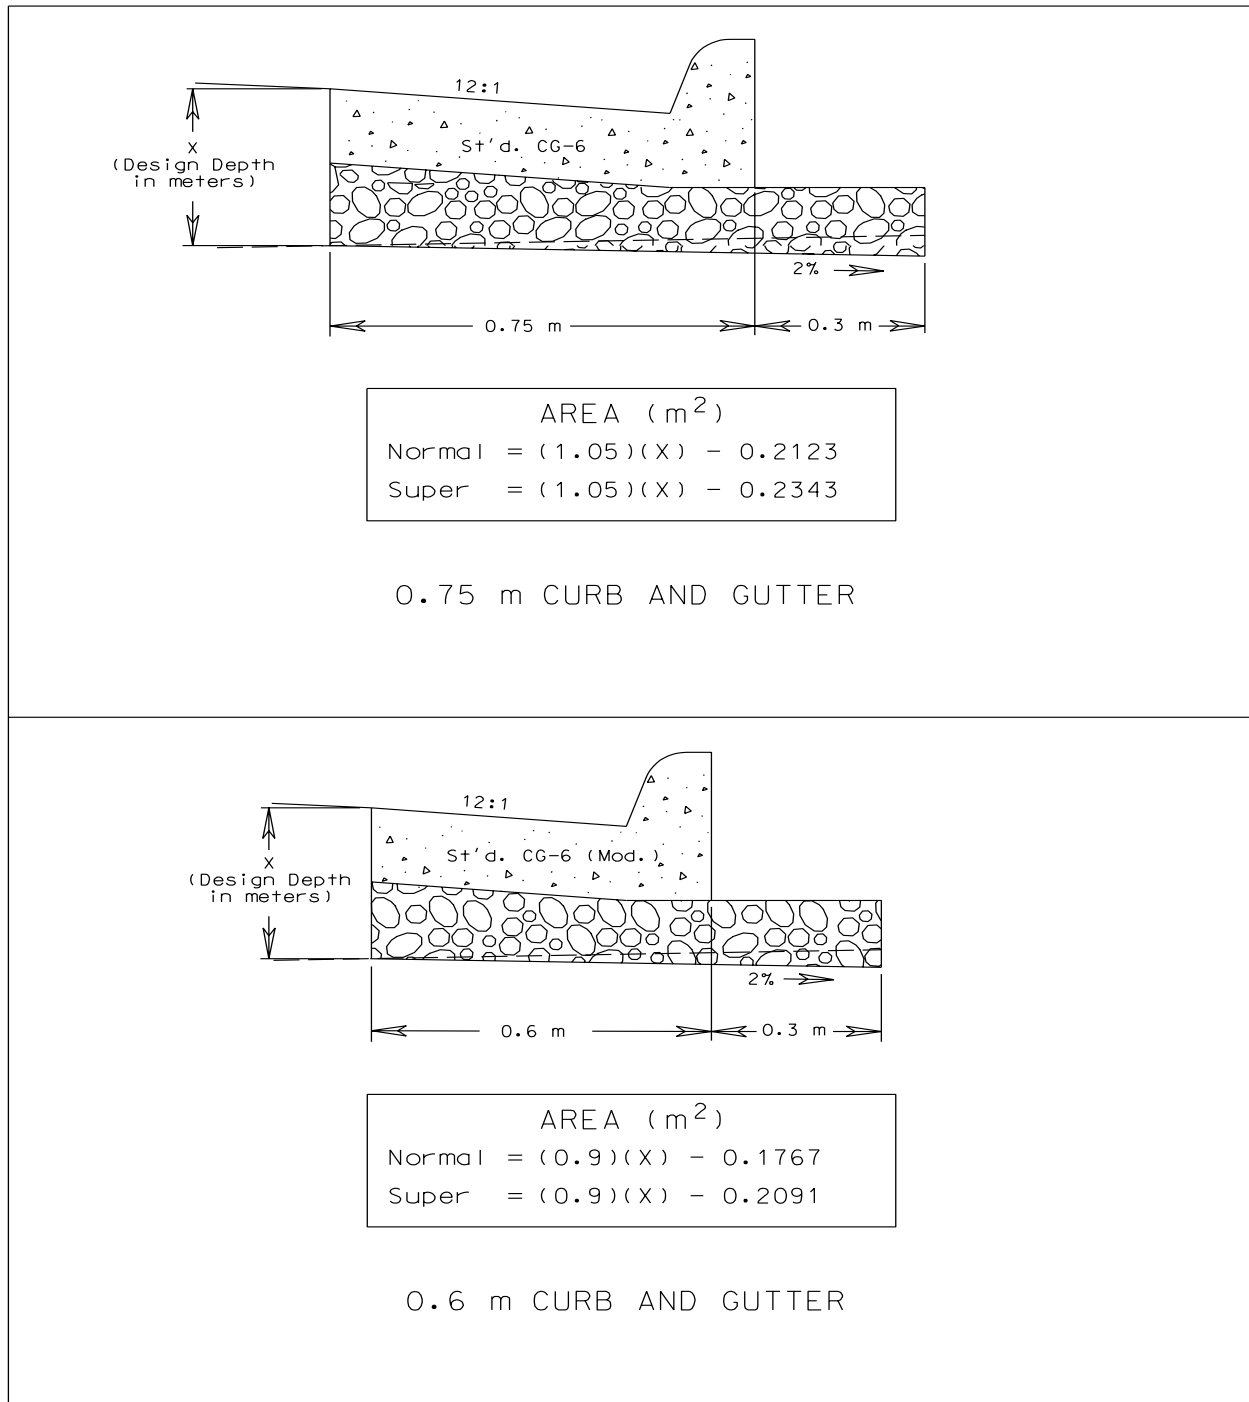 12:1
St'd. CG-6
X
(Design Depth
in meters)
2%
0.75 m
0.3 m
AREA (m²)
Normal = (1.05)(X) - 0.2123
Super = (1.05)(X) - 0.2343
0.75 m CURB AND GUTTER
12:1
St'd. CG-6 (Mod.)
X
(Design Depth
in meters)
2%
0.6 m
0.3 m
AREA (m²)
Normal = (0.9)(X) - 0.1767
Super = (0.9)(X) - 0.2091
0.6 m CURB AND GUTTER